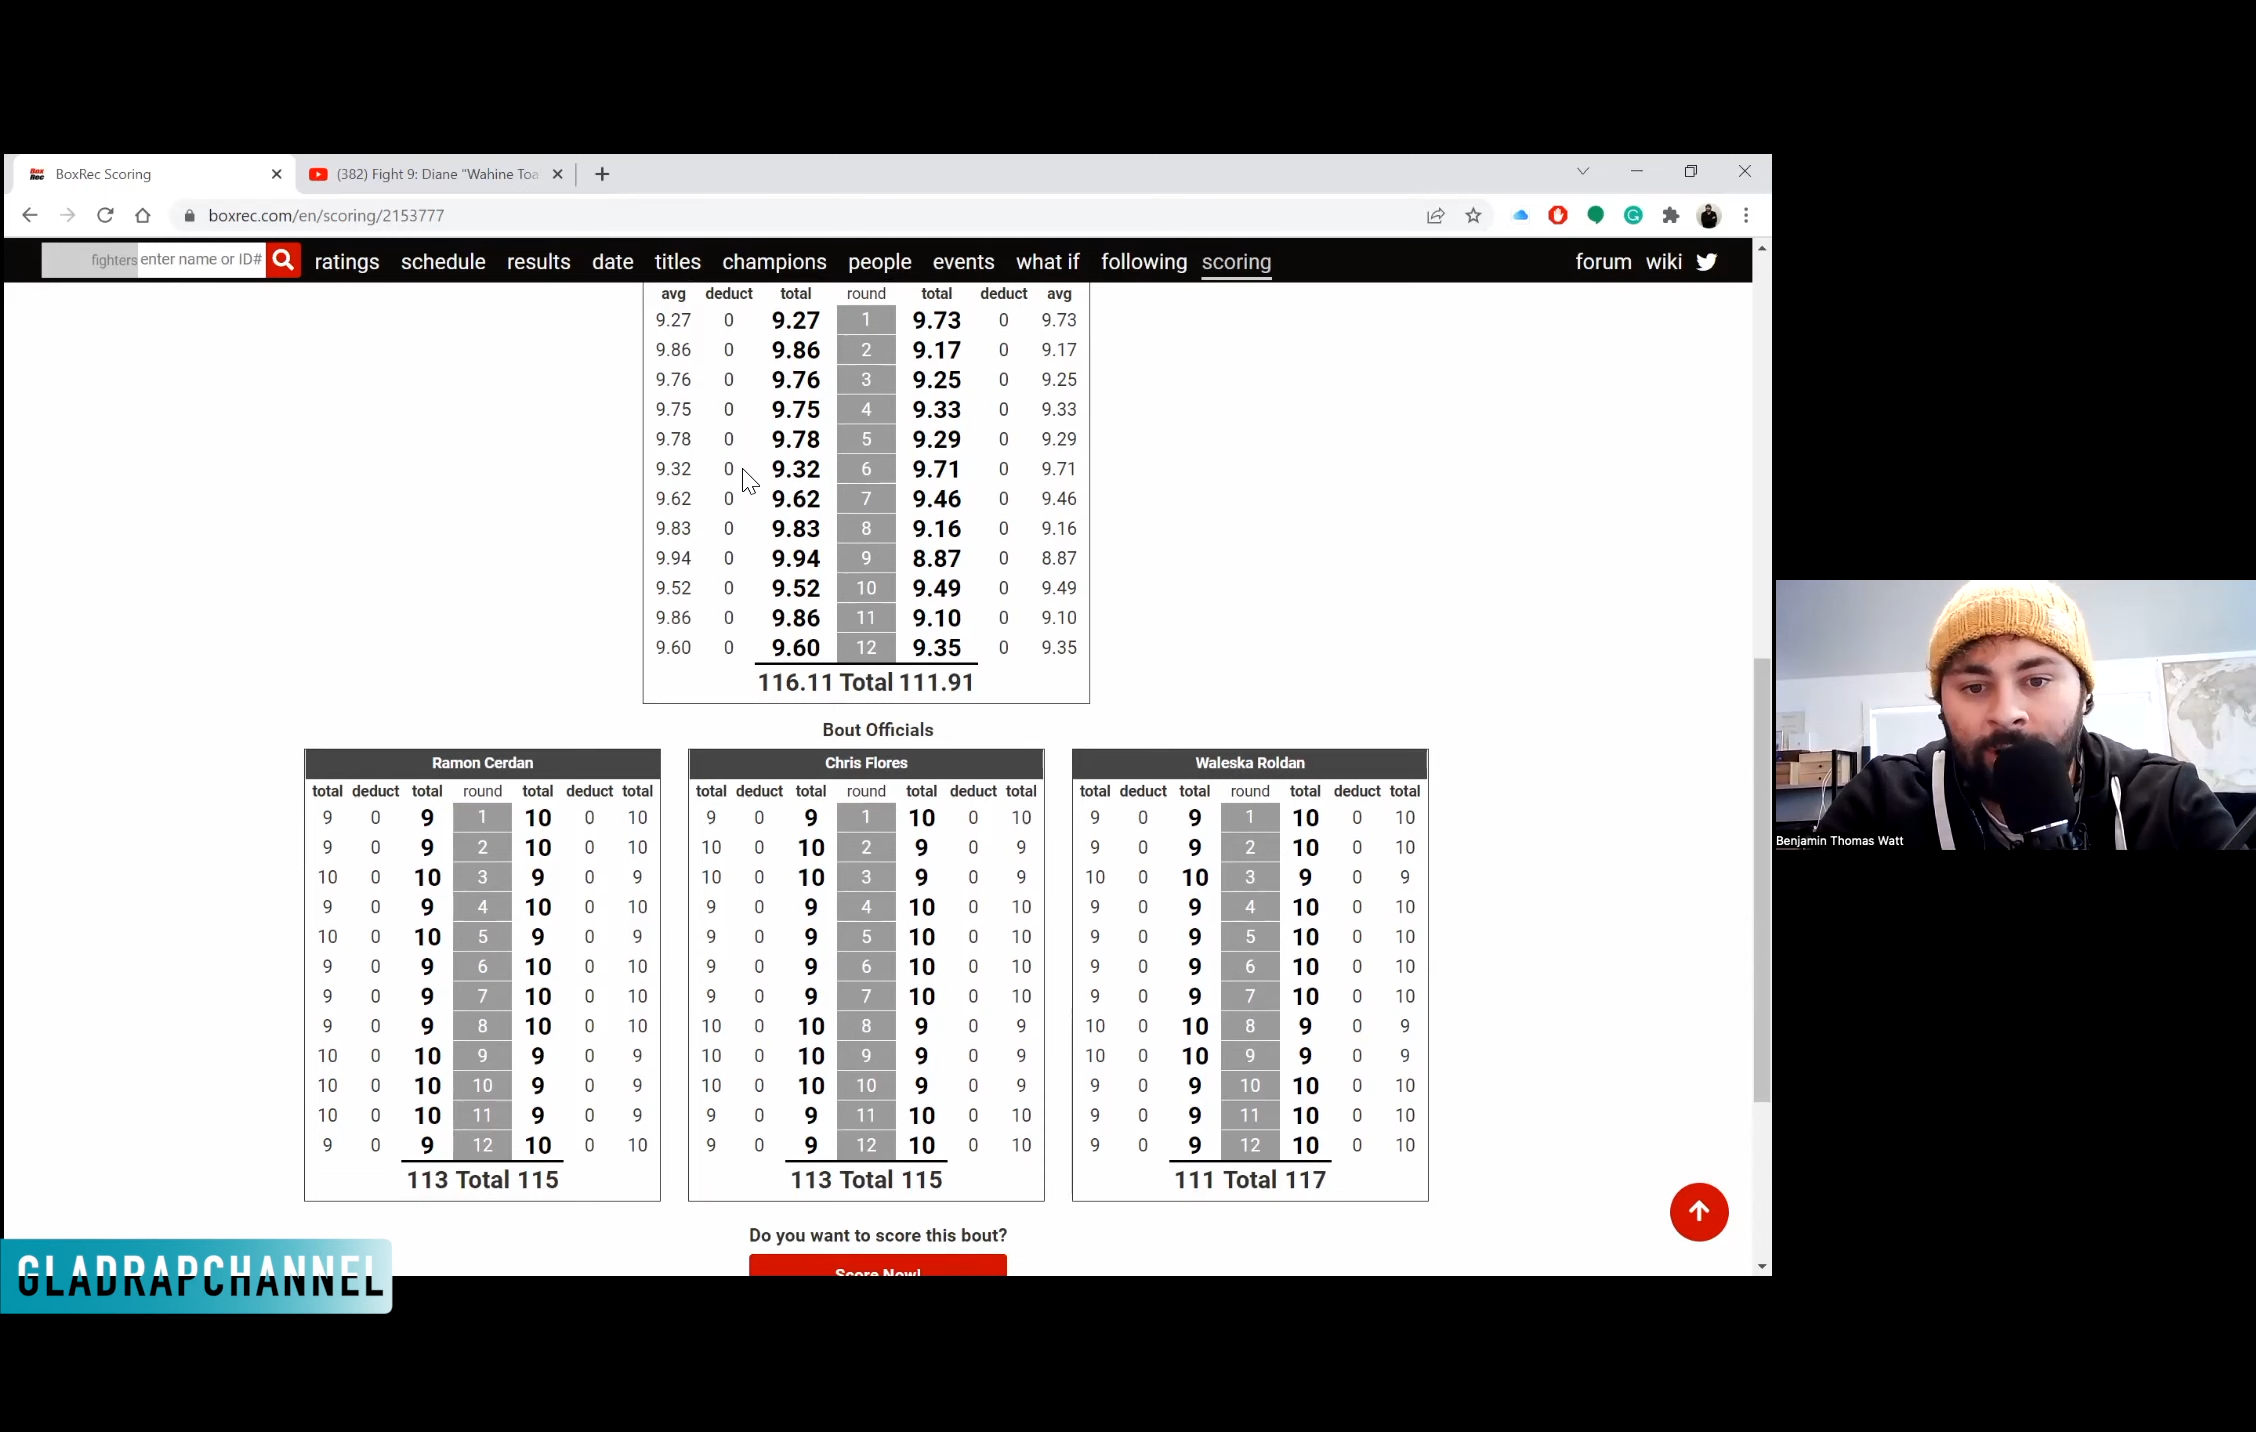 BoxRec Scoring
(382) Fight 9: Diane "Wahine Toa
boxrec.com/en/scoring/2153777
fighters enter name or ID# ratings schedule results date titles champions people events what if following scoring forum wiki
avg deduct total round total deduct avg
9.27 0 9.27 1 9.73 0 9.73
9.86 0 9.86 2 9.17 0 9.17
9.76 0 9.76 3 9.25 0 9.25
9.75 0 9.75 4 9.33 0 9.33
9.78 0 9.78 5 9.29 0 9.29
9.32 0 9.32 6 9.71 0 9.71
9.62 0 9.62 7 9.46 0 9.46
9.83 0 9.83 8 9.16 0 9.16
9.94 0 9.94 9 8.87 0 8.87
9.52 0 9.52 10 9.49 0 9.49
9.86 0 9.86 11 9.10 0 9.10
9.60 0 9.60 12 9.35 0 9.35
116.11 Total 111.91
Bout Officials
Ramon Cerdan
total deduct total round total deduct total
9 0 9 1 10 0 10
9 0 9 2 10 0 10
10 0 10 3 9 0 9
9 0 9 4 10 0 10
10 0 10 5 9 0 9
9 0 9 6 10 0 10
9 0 9 7 10 0 10
9 0 9 8 10 0 10
10 0 10 9 9 0 9
10 0 10 10 9 0 9
10 0 10 11 9 0 9
9 0 9 12 10 0 10
113 Total 115
Chris Flores
total deduct total round total deduct total
9 0 9 1 10 0 10
10 0 10 2 9 0 9
10 0 10 3 9 0 9
9 0 9 4 10 0 10
9 0 9 5 10 0 10
9 0 9 6 10 0 10
9 0 9 7 10 0 10
10 0 10 8 9 0 9
10 0 10 9 9 0 9
10 0 10 10 9 0 9
9 0 9 11 10 0 10
9 0 9 12 10 0 10
113 Total 115
Waleska Roldan
total deduct total round total deduct total
9 0 9 1 10 0 10
9 0 9 2 10 0 10
10 0 10 3 9 0 9
9 0 9 4 10 0 10
9 0 9 5 10 0 10
9 0 9 6 10 0 10
9 0 9 7 10 0 10
10 0 10 8 9 0 9
10 0 10 9 9 0 9
9 0 9 10 10 0 10
9 0 9 11 10 0 10
9 0 9 12 10 0 10
111 Total 117
Do you want to score this bout?
Score Now!
Benjamin Thomas Watt
GLADRAPCHANNEL